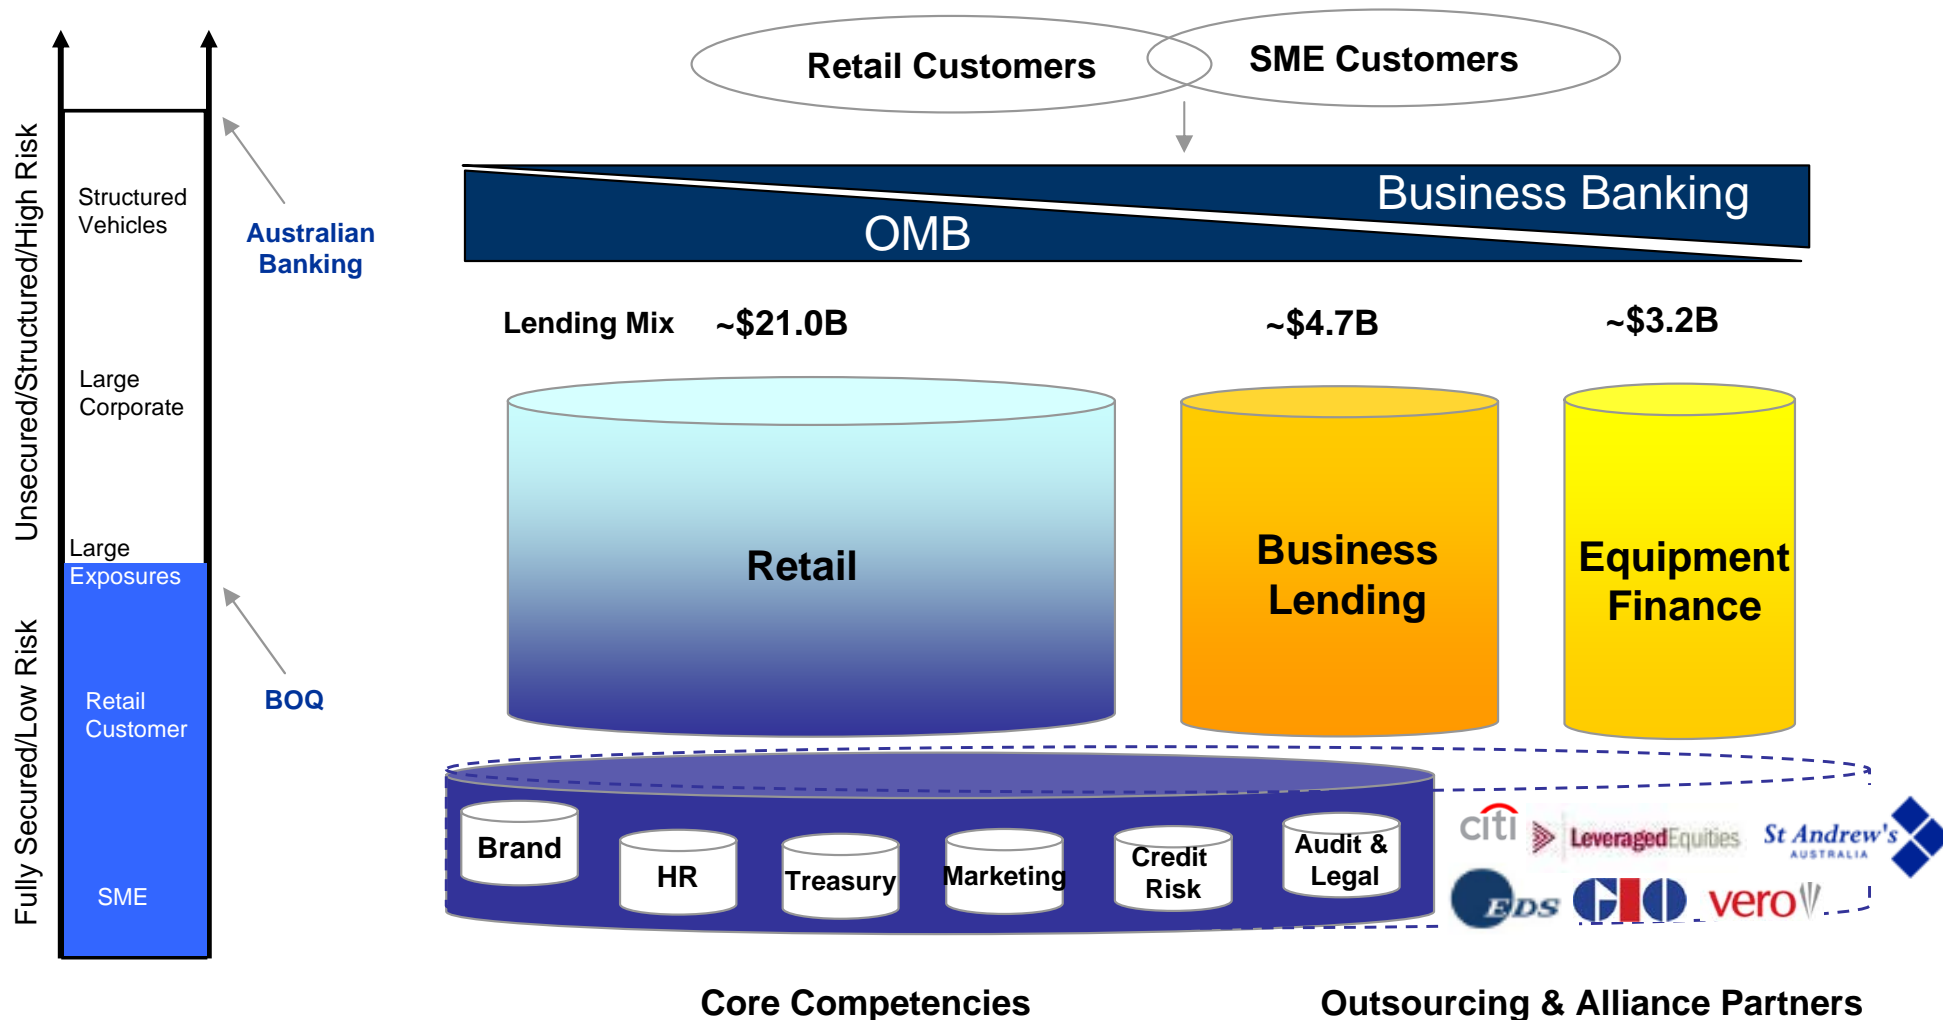 Retail Customers
SME Customers
Unsecured/Structured/High Risk
Fully Secured/Low Risk
Structured
Vehicles
Large
Corporate
Large
Exposures
Retail
Customer
SME
Australian
Banking
BOQ
Business Banking
OMB
Lending Mix
~$21.0B
~$4.7B
~$3.2B
Retail
Business
Lending
Equipment
Finance
Brand
HR
Treasury
Marketing
Credit
Risk
Audit &
Legal
citi
LeveragedEquities
St Andrew's
AUSTRALIA
EDS
GIO
vero
Core Competencies
Outsourcing & Alliance Partners